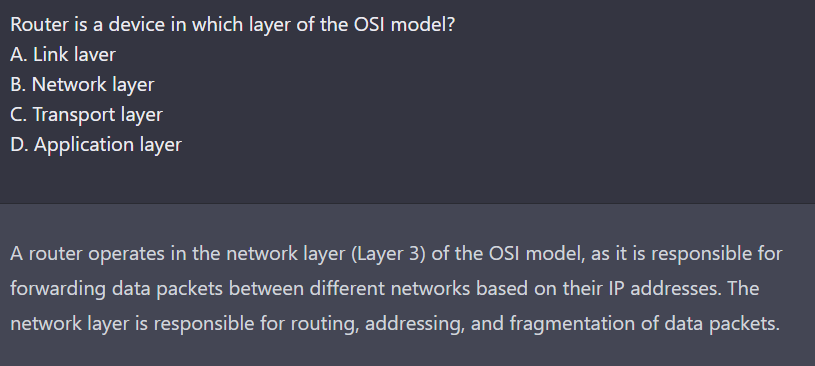 Router is a device in which layer of the OSI model?
A. Link laver
B. Network layer
C. Transport layer
D. Application layer
A router operates in the network layer (Layer 3) of the OSI model, as it is responsible for
forwarding data packets between different networks based on their IP addresses. The
network layer is responsible for routing, addressing, and fragmentation of data packets.